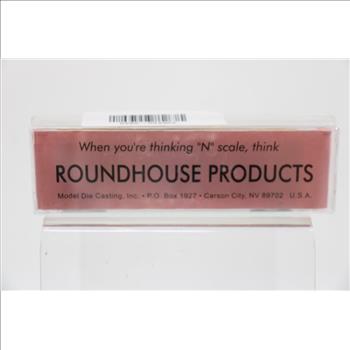 When you're thinking "N" scale, think
ROUNDHOUSE PRODUCTS
Model Die Casting, Inc. • P.O. Box 1927 • Carson City, NV 89702 U.S.A.